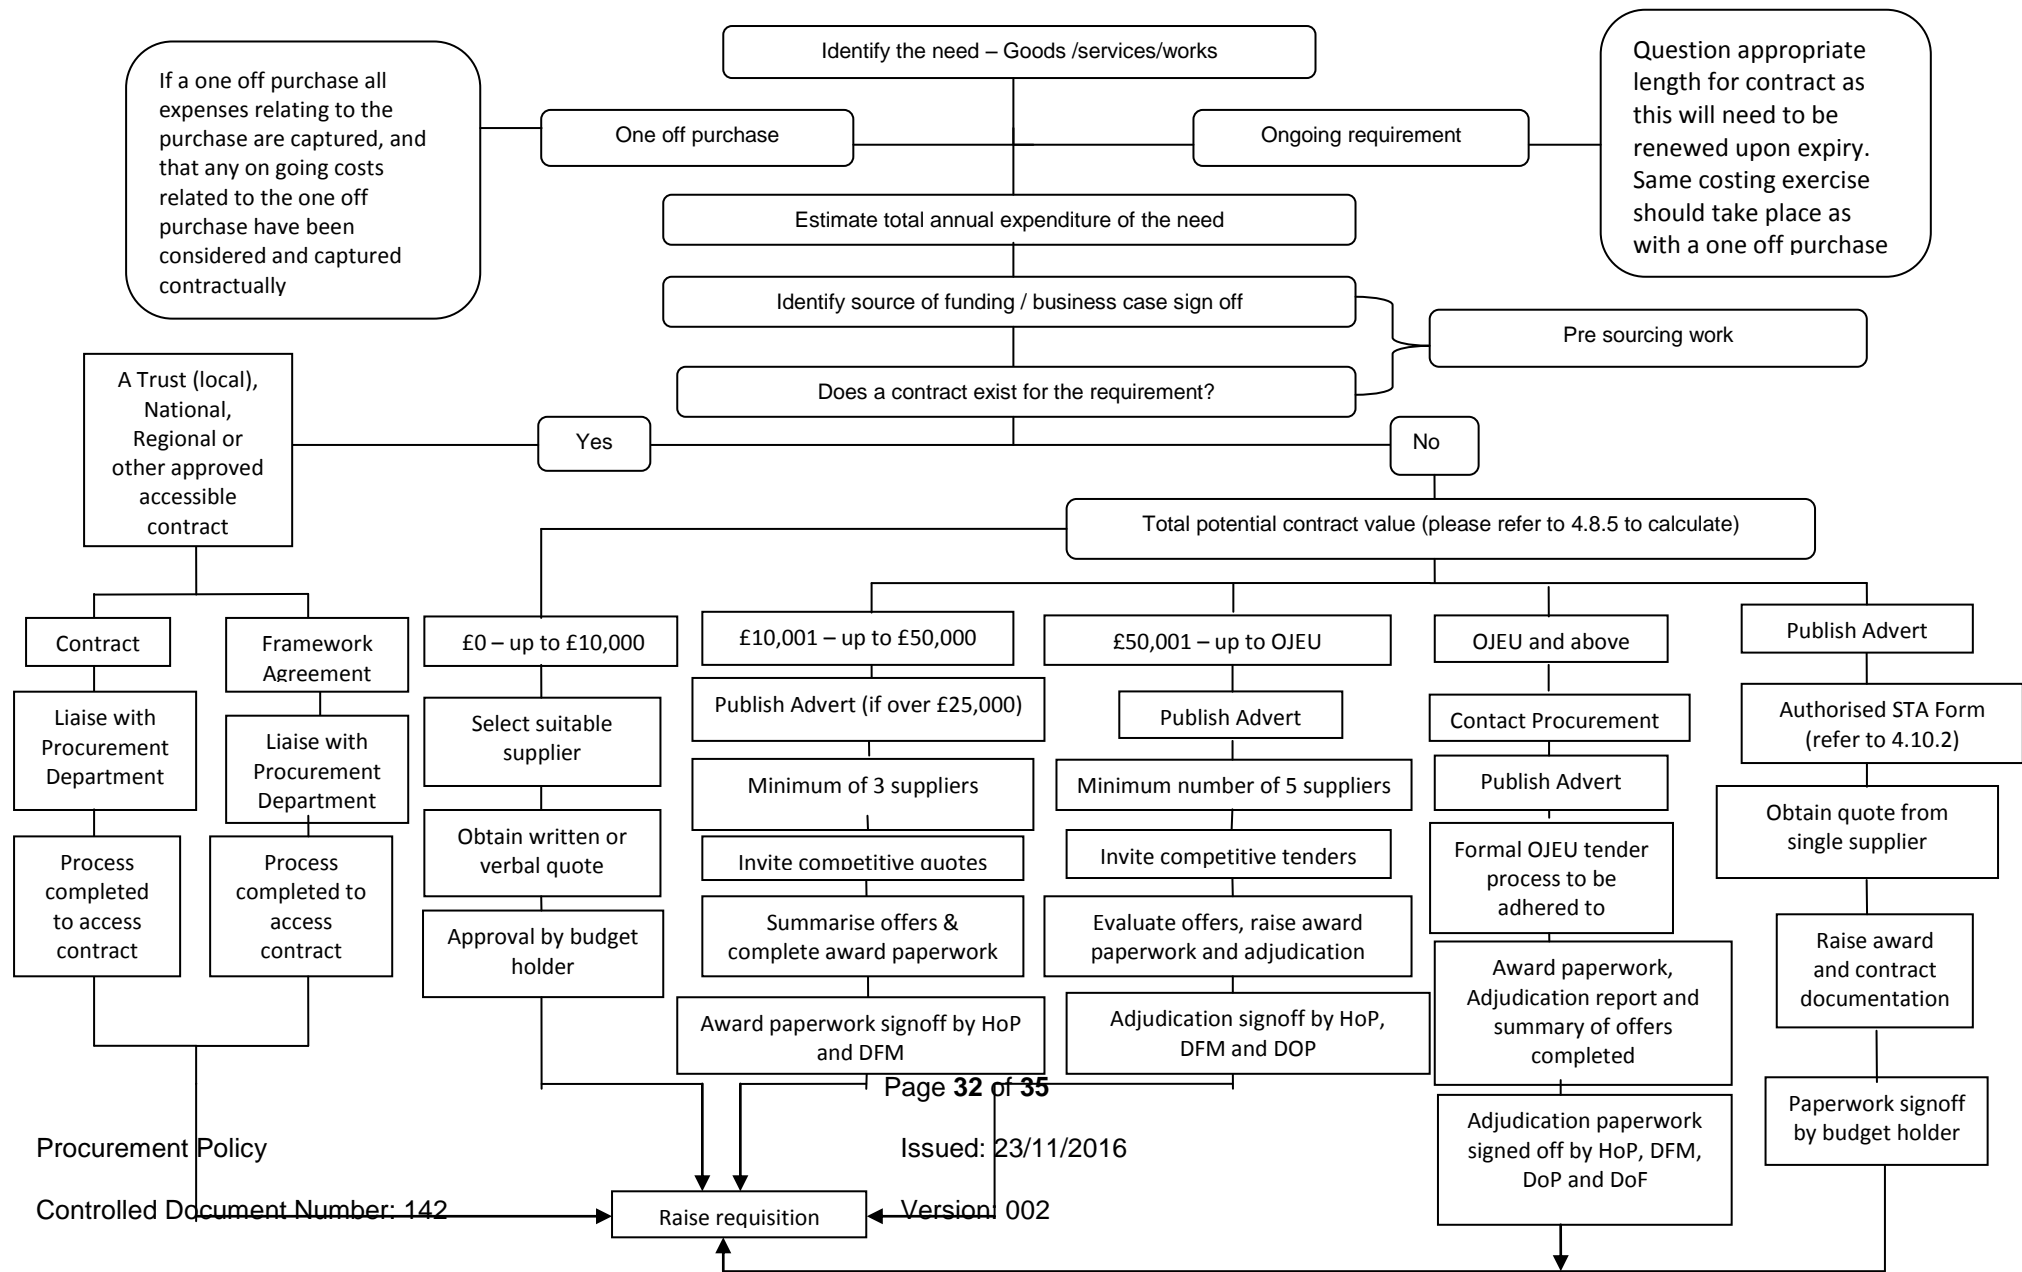 Identify the need – Goods /services/works
If a one off purchase all
expenses relating to the
purchase are captured, and
that any on going costs
related to the one off
purchase have been
considered and captured
contractually
One off purchase
Ongoing requirement
Question appropriate
length for contract as
this will need to be
renewed upon expiry.
Same costing exercise
should take place as
with a one off purchase
Estimate total annual expenditure of the need
Identify source of funding / business case sign off
Pre sourcing work
Does a contract exist for the requirement?
Yes
No
A Trust (local),
National,
Regional or
other approved
accessible
contract
Total potential contract value (please refer to 4.8.5 to calculate)
Contract
Liaise with
Procurement
Department
Process
completed
to access
contract
Framework
Agreement
Liaise with
Procurement
Department
Process
completed to
access
contract
£0 – up to £10,000
Select suitable
supplier
Obtain written or
verbal quote
Approval by budget
holder
£10,001 – up to £50,000
Publish Advert (if over £25,000)
Minimum of 3 suppliers
Invite competitive quotes
Summarise offers &
complete award paperwork
Award paperwork signoff by HoP
and DFM
£50,001 – up to OJEU
Publish Advert
Minimum number of 5 suppliers
Invite competitive tenders
Evaluate offers, raise award
paperwork and adjudication
Adjudication signoff by HoP,
DFM and DOP
OJEU and above
Contact Procurement
Publish Advert
Formal OJEU tender
process to be
adhered to
Award paperwork,
Adjudication report and
summary of offers
completed
Adjudication paperwork
signed off by HoP, DFM,
DoP and DoF
Publish Advert
Authorised STA Form
(refer to 4.10.2)
Obtain quote from
single supplier
Raise award
and contract
documentation
Paperwork signoff
by budget holder
Raise requisition
Page 32 of 35
Procurement Policy
Issued: 23/11/2016
Controlled Document Number: 142
Version: 002